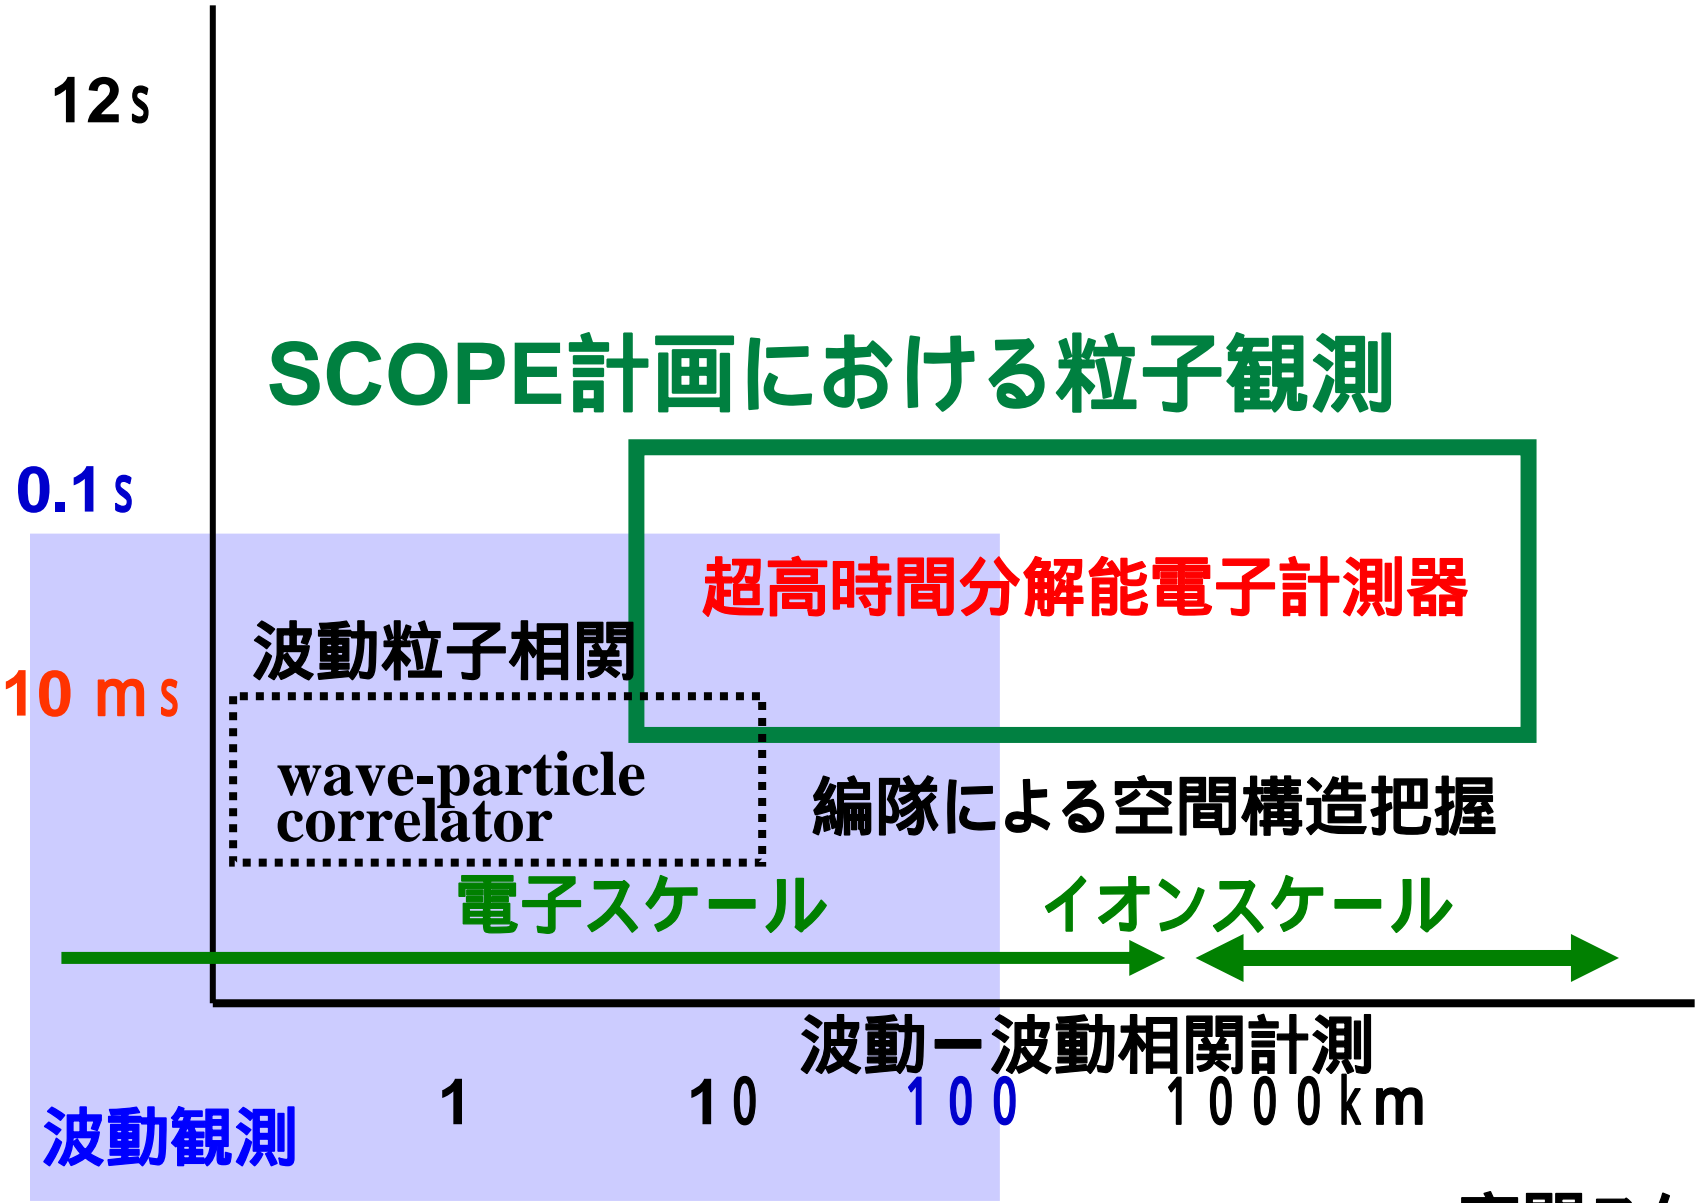 12s
SCOPE計画における粒子観測
0.1s
超高時間分解能電子計測器
波動粒子相関
10 ms
wave-particle
correlator
編隊による空間構造把握
電子スケール
イオンスケール
波動ー波動相関計測
1
10
100
1000km
波動観測